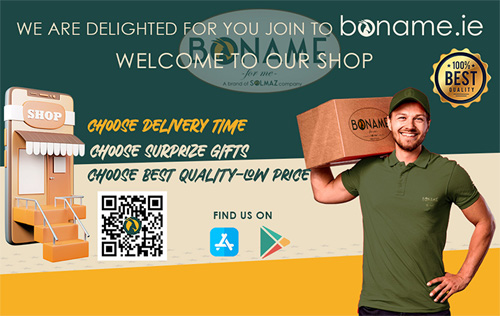 WE ARE DELIGHTED FOR YOU JOIN TO boname.ie
BONAME
-for me-
A brand of SOLMAZ company
WELCOME TO OUR SHOP
100%
BEST
QUALITY
SHOP
BONAME
CHOOSE DELIVERY TIME
CHOOSE SURPRIZE GIFTS
CHOOSE BEST QUALITY-LOW PRICE
BONAME
FIND US ON